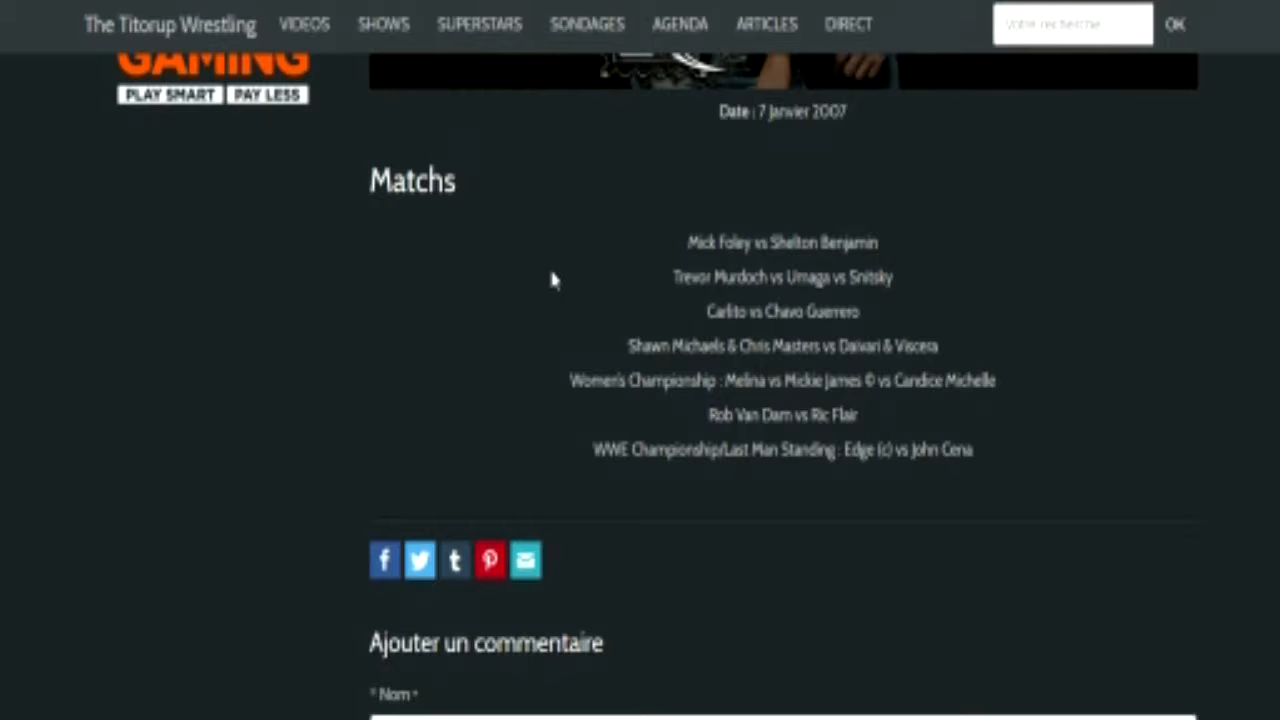 The Titorup Wrestling VIDEOS SHOWS SUPERSTARS SONDAGES AGENDA ARTICLES DIRECT Votre recherche OK
GAMING
PLAY SMART PAY LESS
Date : 7 Janvier 2007
Matchs
Mick Foley vs Shelton Benjamin
Trevor Murdoch vs Umaga vs Snitsky
Carlito vs Chavo Guerrero
Shawn Michaels & Chris Masters vs Daivari & Viscera
Women's Championship : Melina vs Mickie James © vs Candice Michelle
Rob Van Dam vs Ric Flair
WWE Championship/Last Man Standing : Edge (c) vs John Cena
Ajouter un commentaire
* Nom *